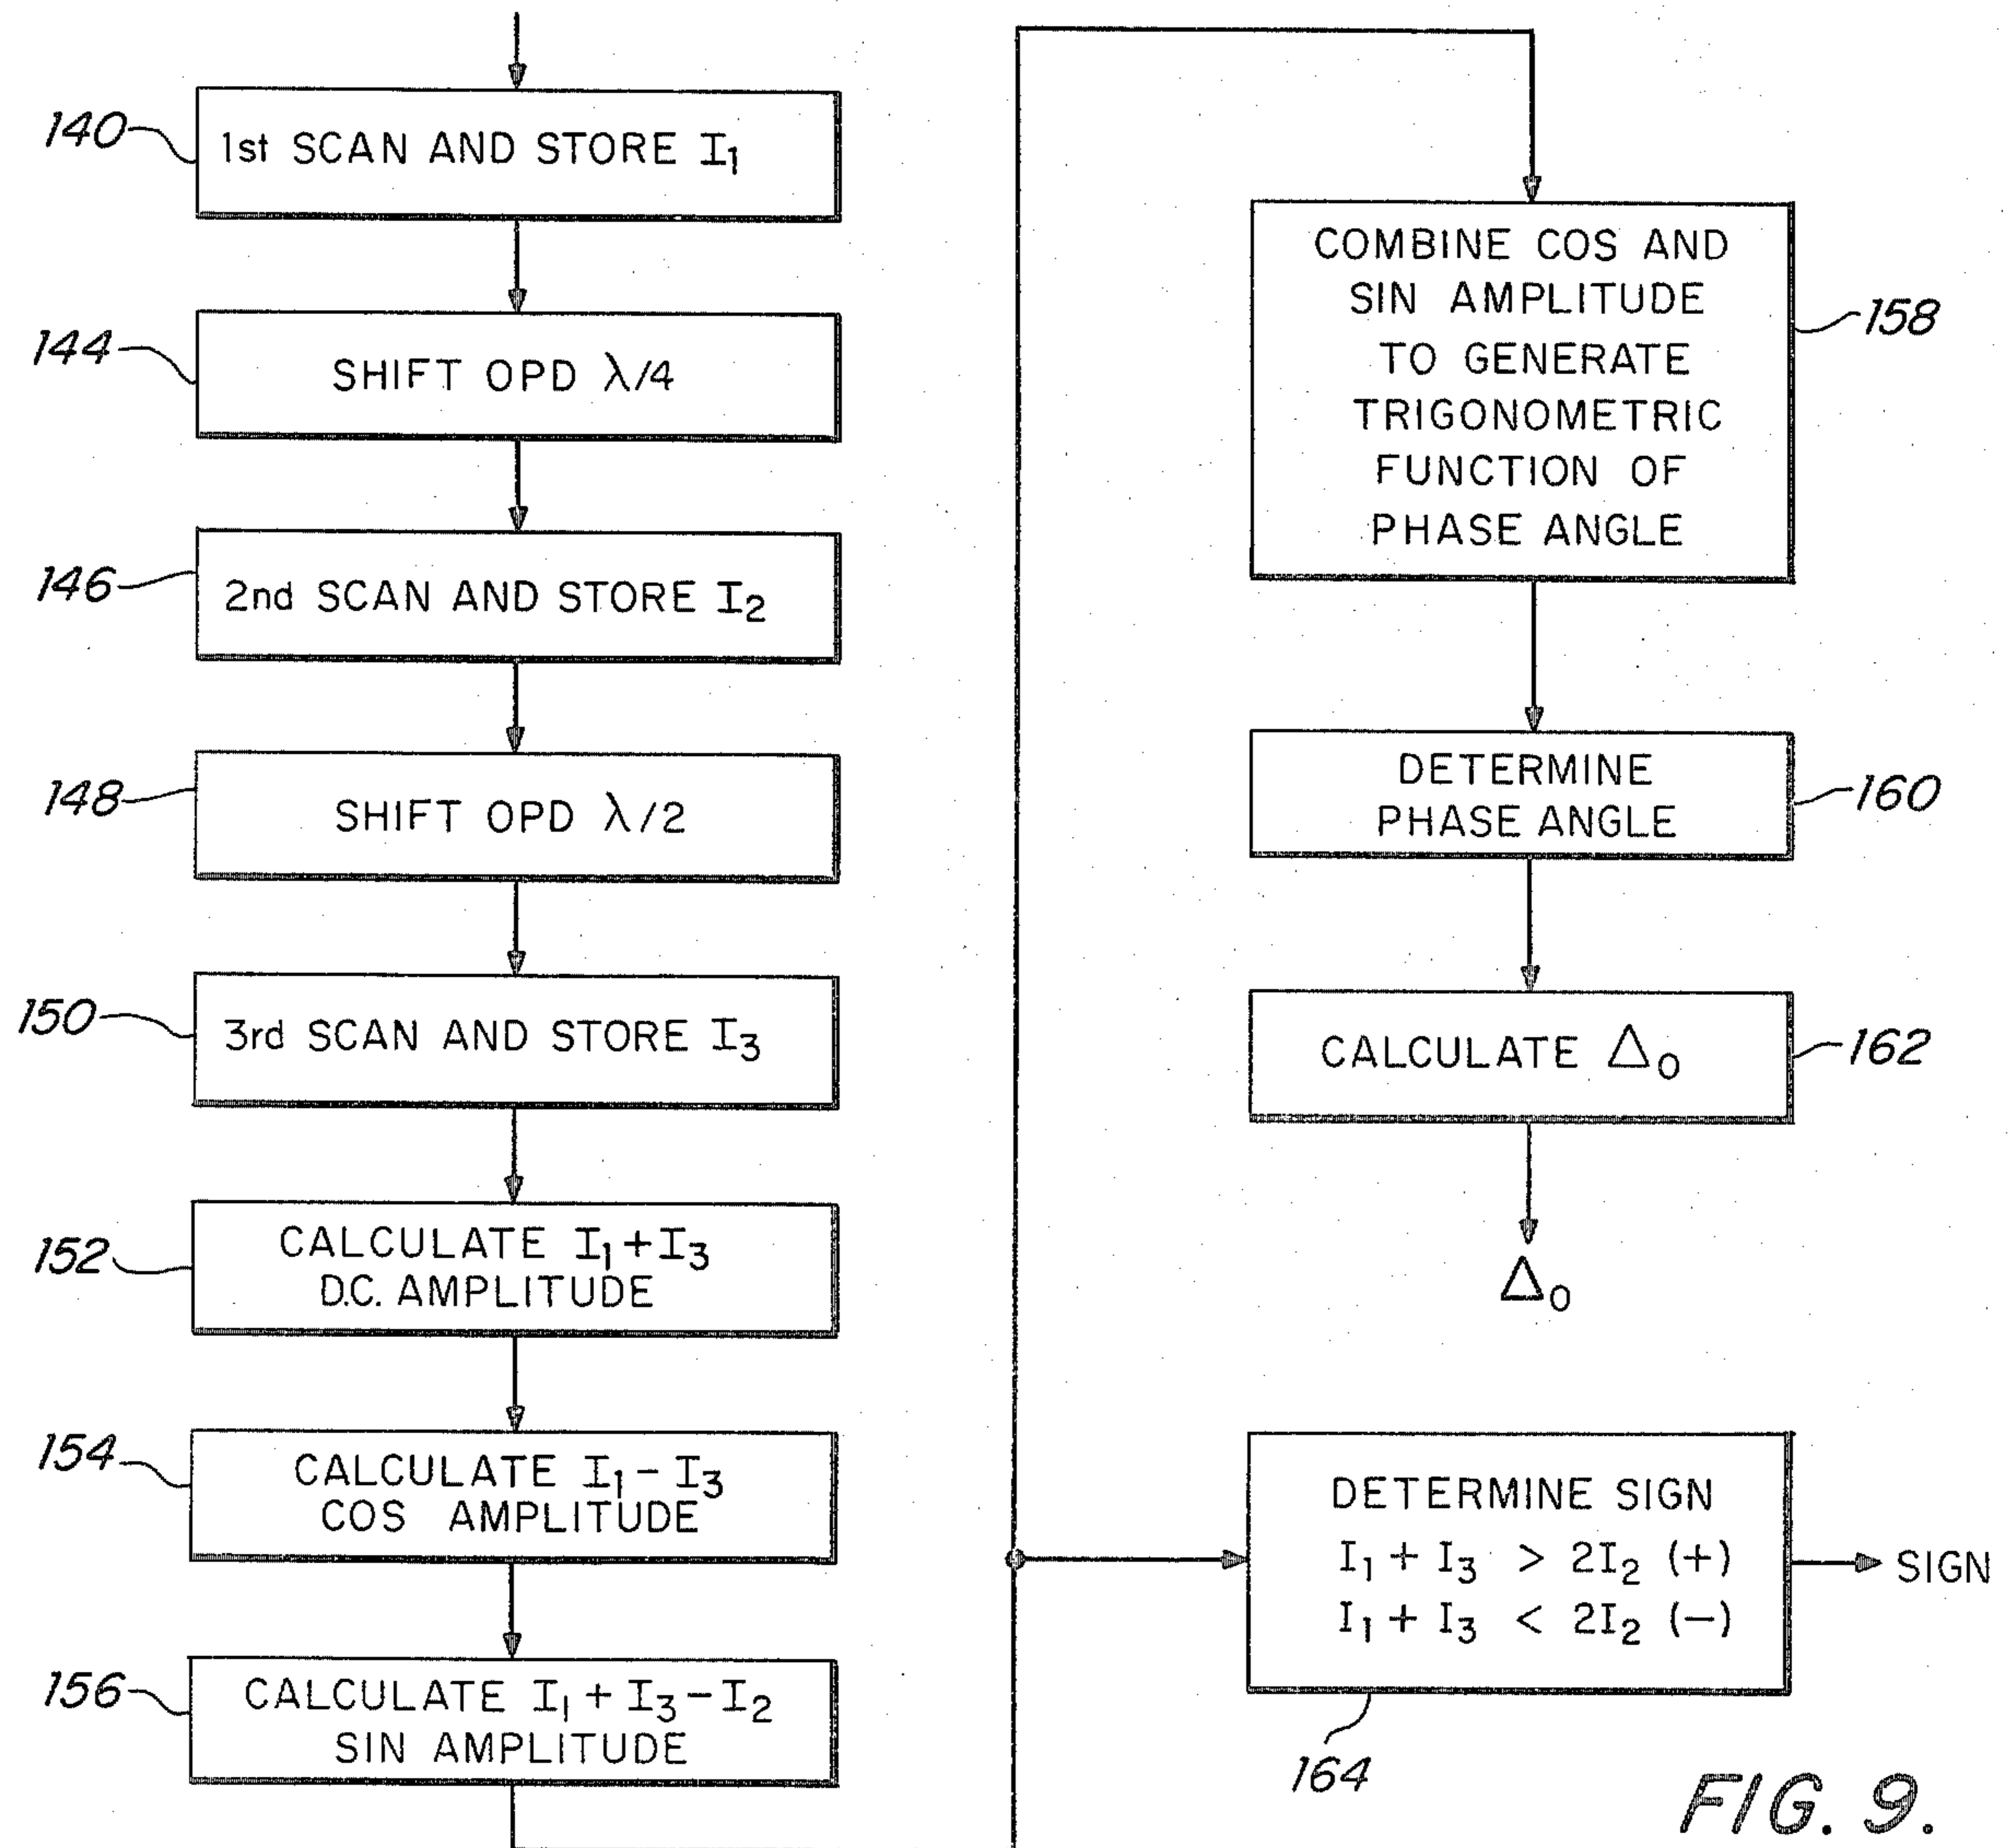 140
1st SCAN AND STORE I₁
144
SHIFT OPD λ/4
146
2nd SCAN AND STORE I₂
148
SHIFT OPD λ/2
150
3rd SCAN AND STORE I₃
152
CALCULATE I₁+I₃
D.C. AMPLITUDE
154
CALCULATE I₁-I₃
COS AMPLITUDE
156
CALCULATE I₁+I₃-I₂
SIN AMPLITUDE
COMBINE COS AND
SIN AMPLITUDE
TO GENERATE
TRIGONOMETRIC
FUNCTION OF
PHASE ANGLE
158
DETERMINE
PHASE ANGLE
160
CALCULATE Δ₀
162
Δ₀
DETERMINE SIGN
I₁ + I₃ > 2I₂ (+)
I₁ + I₃ < 2I₂ (—)
SIGN
164
FIG. 9.